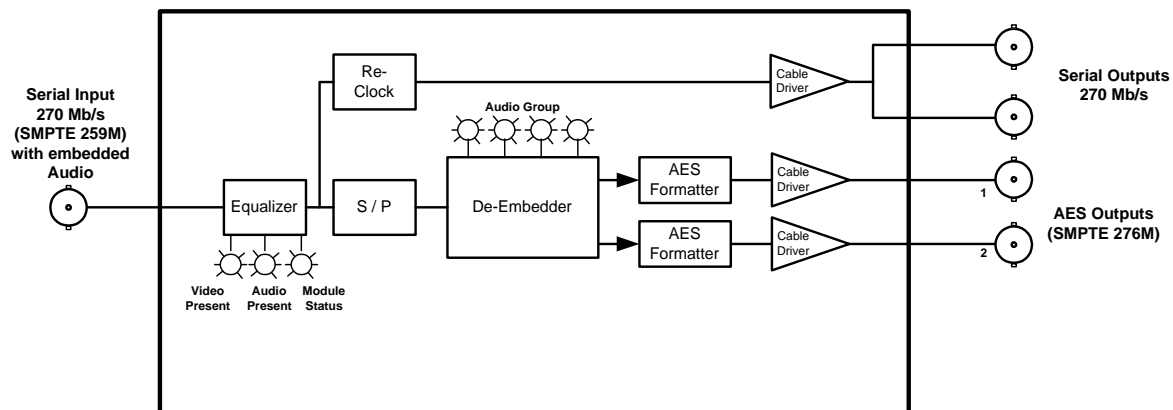 Serial Input
270 Mb/s
(SMPTE 259M)
with embedded
Audio
Re-
Clock
Cable
Driver
Serial Outputs
270 Mb/s
Audio Group
Equalizer
S / P
De-Embedder
AES
Formatter
Cable
Driver
1
AES
Formatter
Cable
Driver
2
AES Outputs
(SMPTE 276M)
Video
Present
Audio
Present
Module
Status